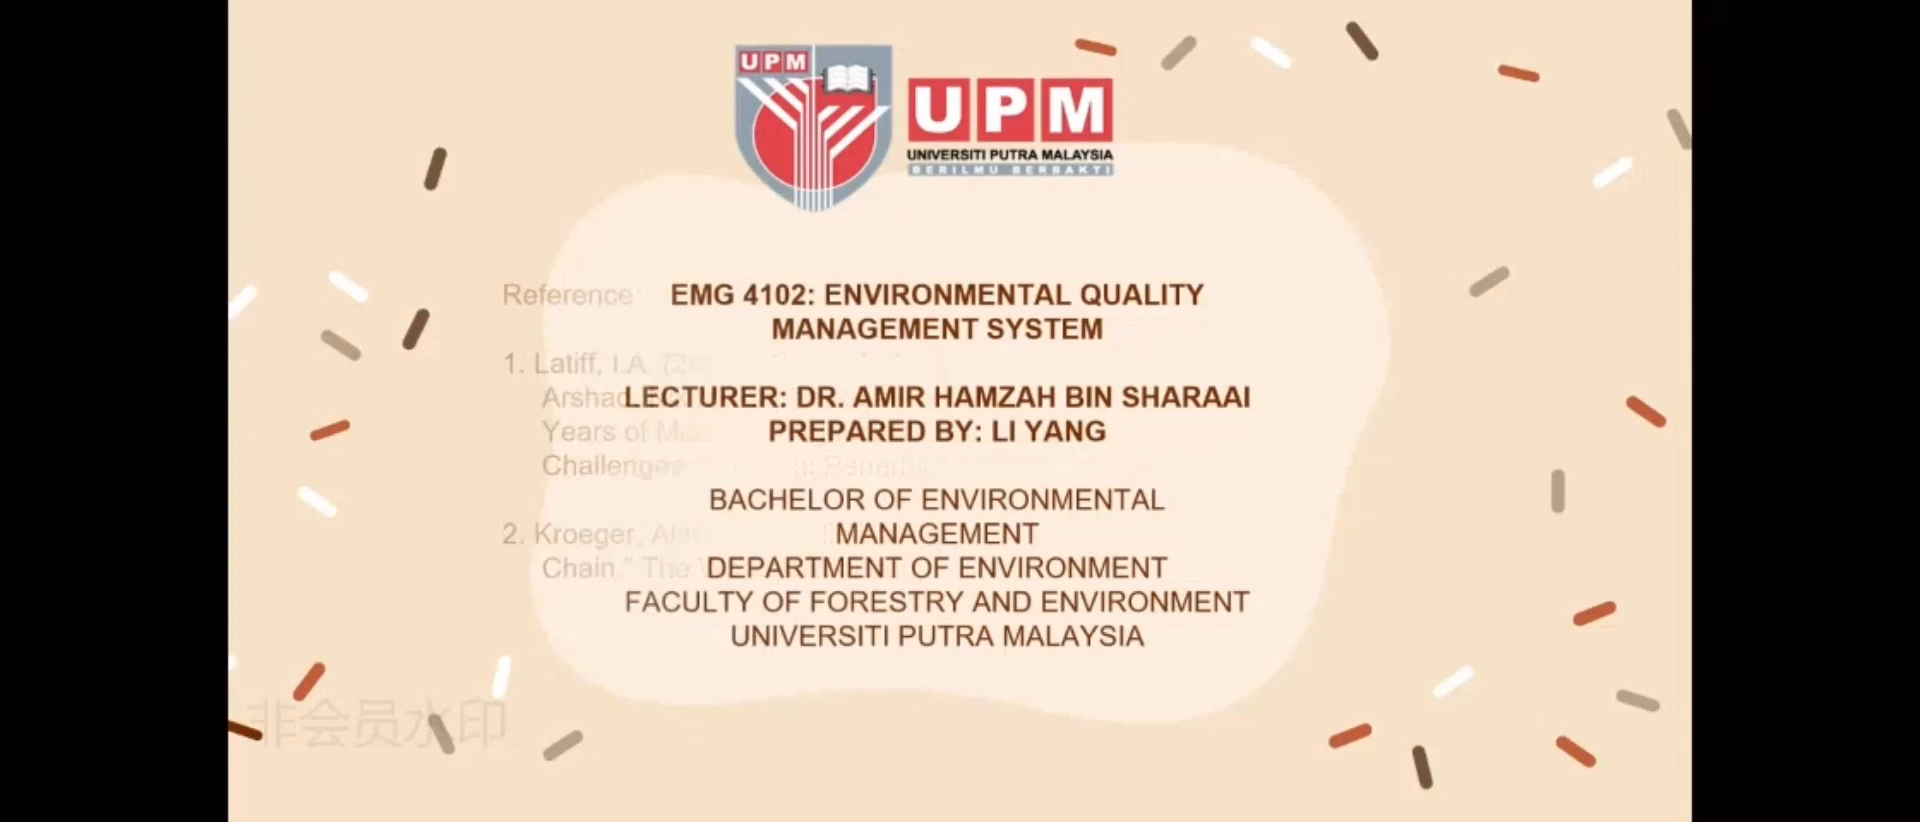 UPM
UPM
UNIVERSITI PUTRA MALAYSIA
BERILMU BERBAKTI
Reference
EMG 4102: ENVIRONMENTAL QUALITY
MANAGEMENT SYSTEM
1. Latiff, I.A.
LECTURER: DR. AMIR HAMZAH BIN SHARAAI
Years of
PREPARED BY: LI YANG
Challenges
BACHELOR OF ENVIRONMENTAL
2. Kroeger,
MANAGEMENT
Chain." The
DEPARTMENT OF ENVIRONMENT
FACULTY OF FORESTRY AND ENVIRONMENT
UNIVERSITI PUTRA MALAYSIA
非会员水印